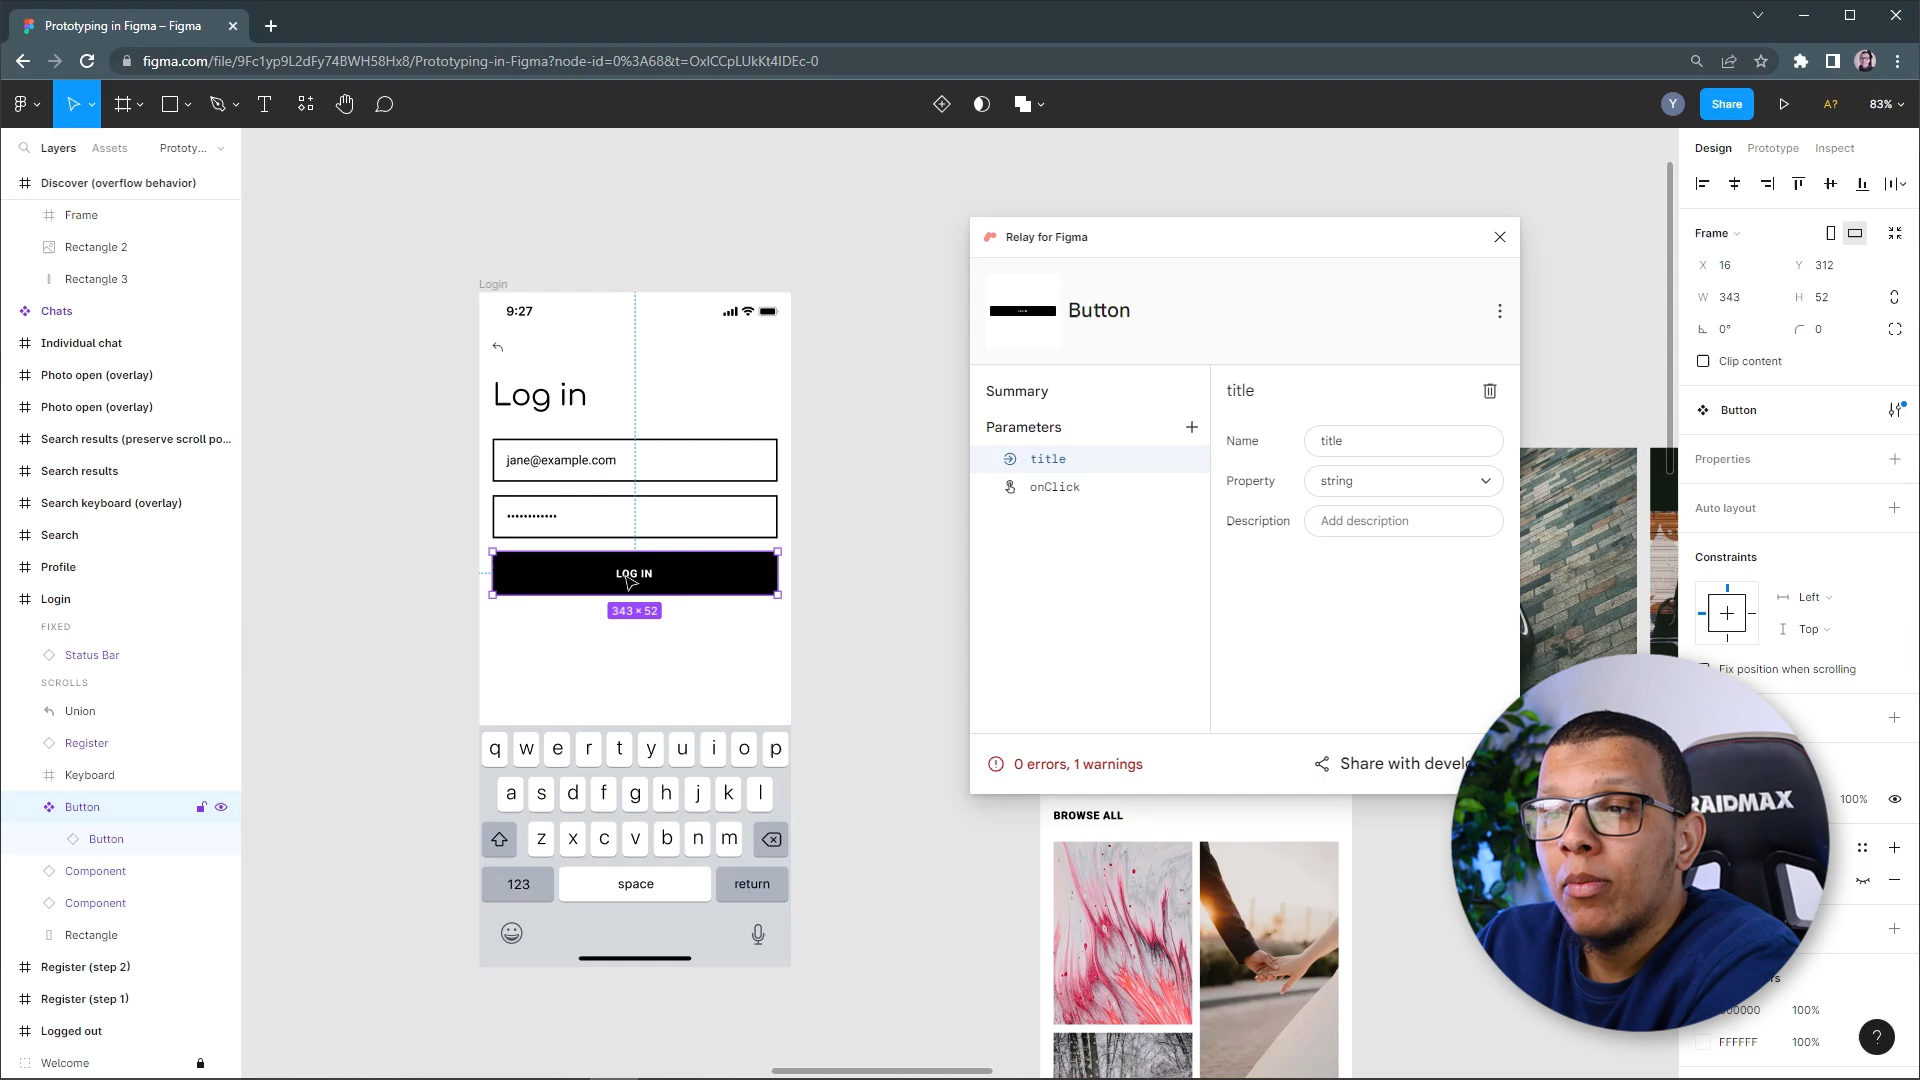 Prototyping in Figma – Figma
figma.com/file/9Fc1yp9L2dFy74BWH58Hx8/Prototyping-in-Figma?node-id=0%3A68&t=OxlCCpLUkKt4IDEc-0
Y
Share
A?
83%
Layers
Assets
Prototy...
Discover (overflow behavior)
Frame
Rectangle 2
Rectangle 3
Chats
Individual chat
Photo open (overlay)
Photo open (overlay)
Search results (preserve scroll po...
Search results
Search keyboard (overlay)
Search
Profile
Login
FIXED
Status Bar
SCROLLS
Union
Register
Keyboard
Button
Button
Component
Component
Rectangle
Register (step 2)
Register (step 1)
Logged out
Welcome
Login
9:27
Log in
jane@example.com
LOG IN
343 × 52
q w e r t y u i o p
a s d f g h j k l
z x c v b n m
123
space
return
Relay for Figma
Button
Summary
Parameters
title
onClick
title
Name
title
Property
string
Description
Add description
0 errors, 1 warnings
Share with develo
BROWSE ALL
Design
Prototype
Inspect
Frame
X 16
Y 312
W 343
H 52
0°
0
Clip content
Button
Properties
Auto layout
Constraints
Left
Top
Fix position when scrolling
100%
RAIDMAX
100%
FFFFFF
100%
?